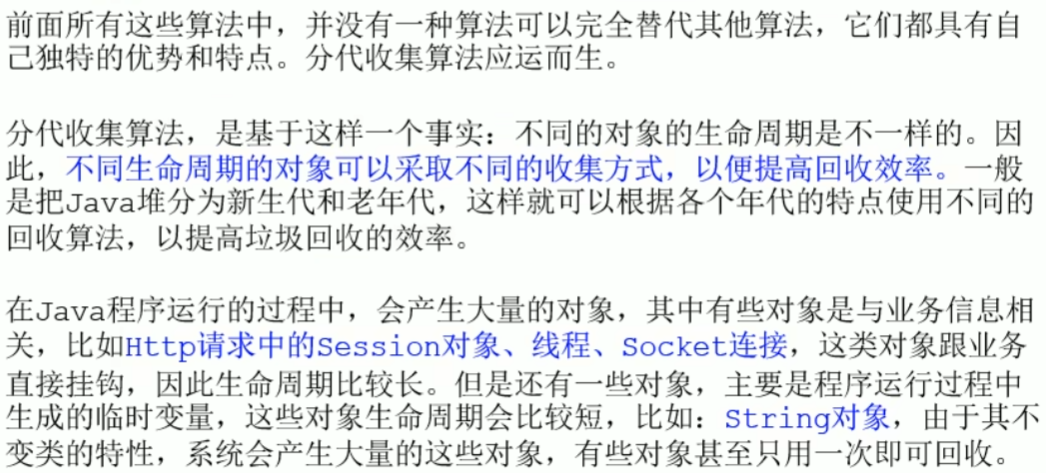 前面所有这些算法中，并没有一种算法可以完全替代其他算法，它们都具有自
己独特的优势和特点。分代收集算法应运而生。
分代收集算法，是基于这样一个事实：不同的对象的生命周期是不一样的。因
此，不同生命周期的对象可以采取不同的收集方式，以便提高回收效率。一般
是把Java堆分为新生代和老年代，这样就可以根据各个年代的特点使用不同的
回收算法，以提高垃圾回收的效率。
在Java程序运行的过程中，会产生大量的对象，其中有些对象是与业务信息相
关，比如Http请求中的Session对象、线程、Socket连接，这类对象跟业务
直接挂钩，因此生命周期比较长。但是还有一些对象，主要是程序运行过程中
生成的临时变量，这些对象生命周期会比较短，比如：String对象，由于其不
变类的特性，系统会产生大量的这些对象，有些对象甚至只用一次即可回收。